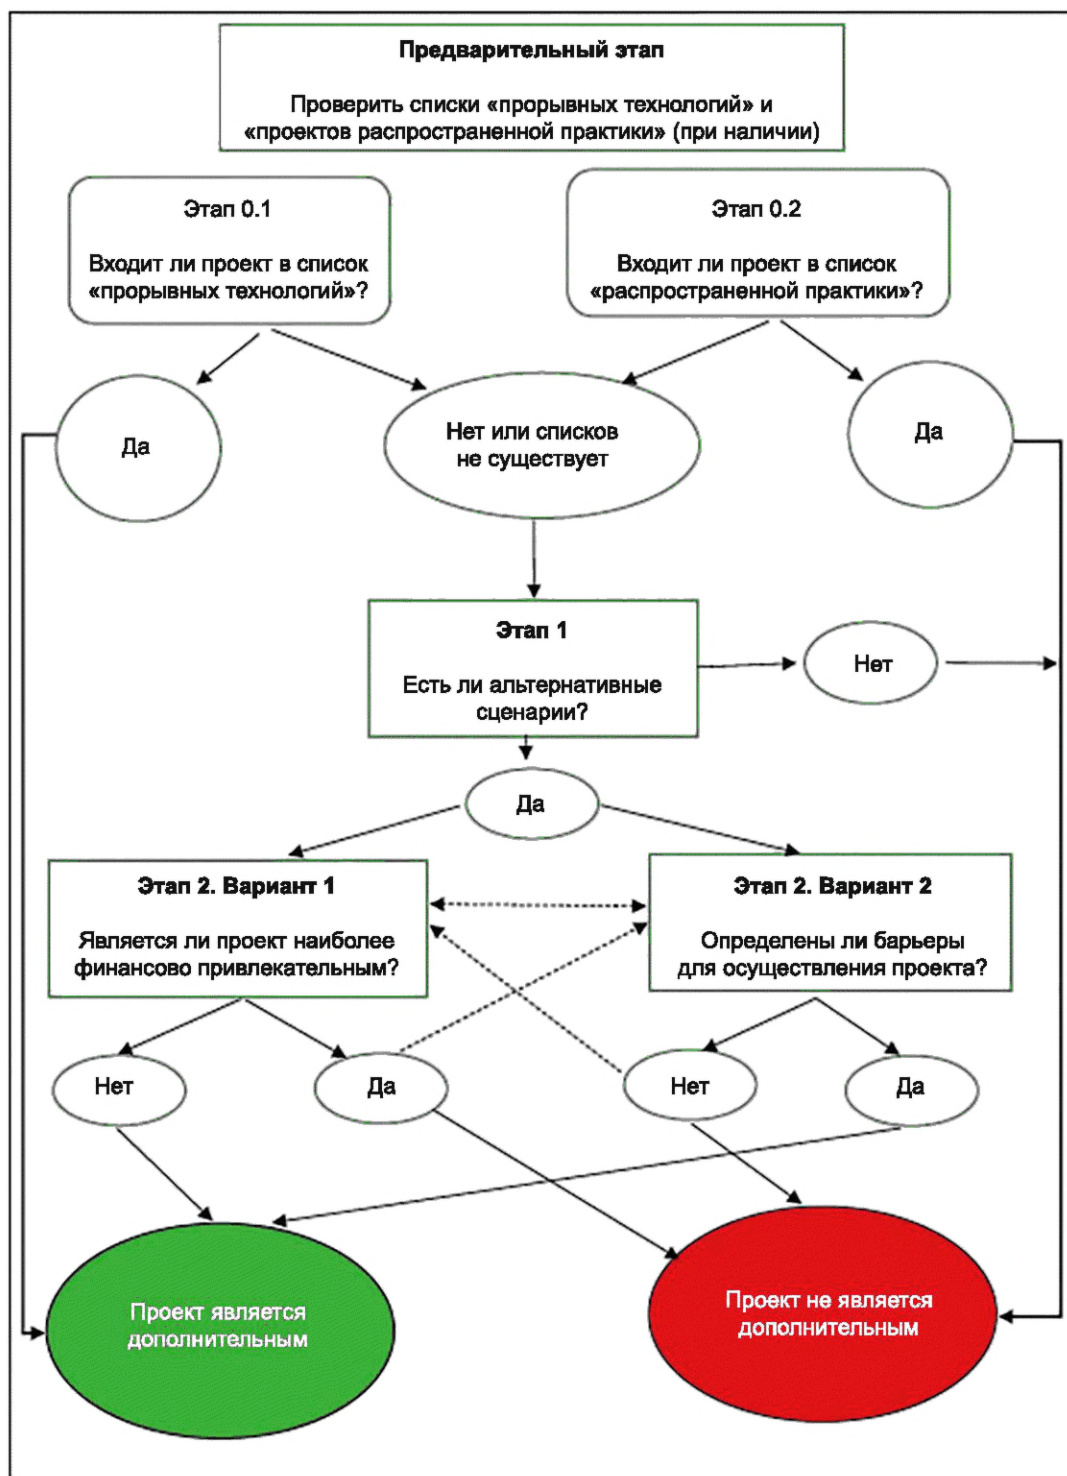 Предварительный этап
Проверить списки «прорывных технологий» и
«проектов распространенной практики» (при наличии)
Этап 0.1
Входит ли проект в список
«прорывных технологий»?
Этап 0.2
Входит ли проект в список
«распространенной практики»?
Да
Нет или списков
не существует
Да
Этап 1
Есть ли альтернативные
сценарии?
Нет
Да
Этап 2. Вариант 1
Является ли проект наиболее
финансово привлекательным?
Этап 2. Вариант 2
Определены ли барьеры
для осуществления проекта?
Нет
Да
Нет
Да
Проект является
дополнительным
Проект не является
дополнительным